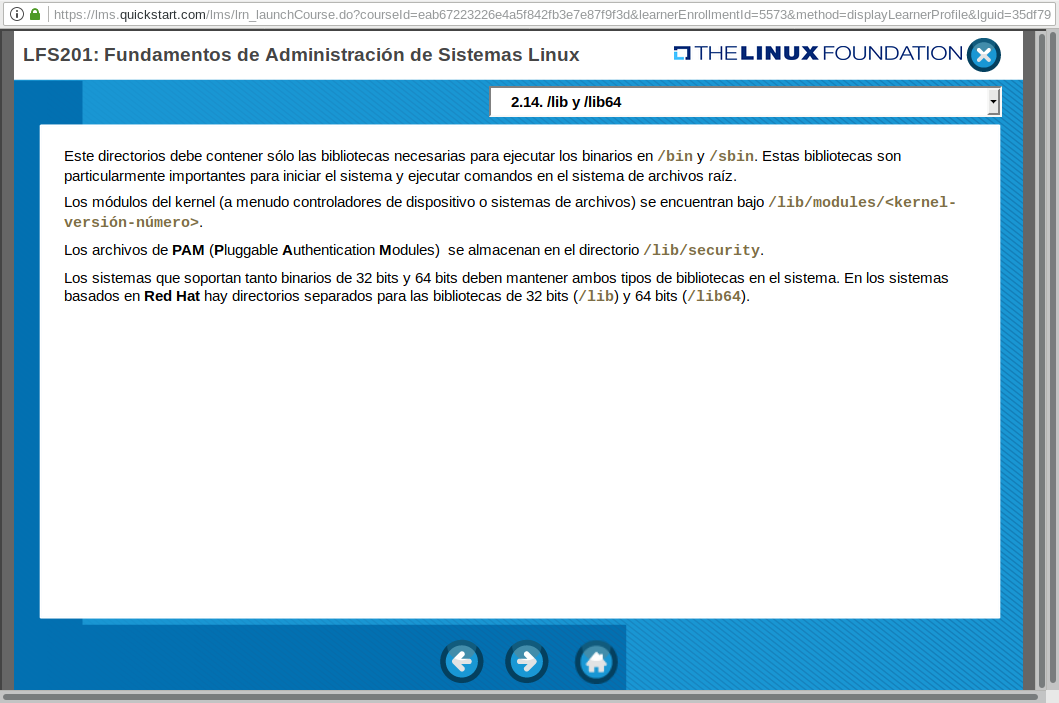 https://lms.quickstart.com/lms/lrn_launchCourse.do?courseId=eab67223226e4a5f842fb3e7e87f9f3d&learnerEnrollmentId=5573&method=displayLearnerProfile&lguid=35df79
LFS201: Fundamentos de Administración de Sistemas Linux
THE LINUX FOUNDATION
2.14. /lib y /lib64
Este directorios debe contener sólo las bibliotecas necesarias para ejecutar los binarios en /bin y /sbin. Estas bibliotecas son
particularmente importantes para iniciar el sistema y ejecutar comandos en el sistema de archivos raíz.
Los módulos del kernel (a menudo controladores de dispositivo o sistemas de archivos) se encuentran bajo /lib/modules/<kernel-
versión-número>.
Los archivos de PAM (Pluggable Authentication Modules)  se almacenan en el directorio /lib/security.
Los sistemas que soportan tanto binarios de 32 bits y 64 bits deben mantener ambos tipos de bibliotecas en el sistema. En los sistemas
basados en Red Hat hay directorios separados para las bibliotecas de 32 bits (/lib) y 64 bits (/lib64).